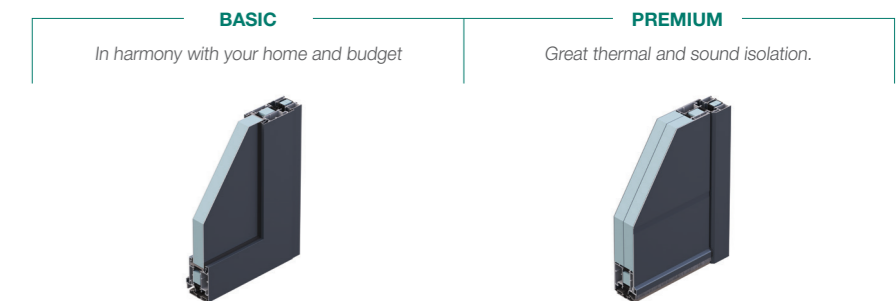 BASIC
In harmony with your home and budget
PREMIUM
Great thermal and sound isolation.